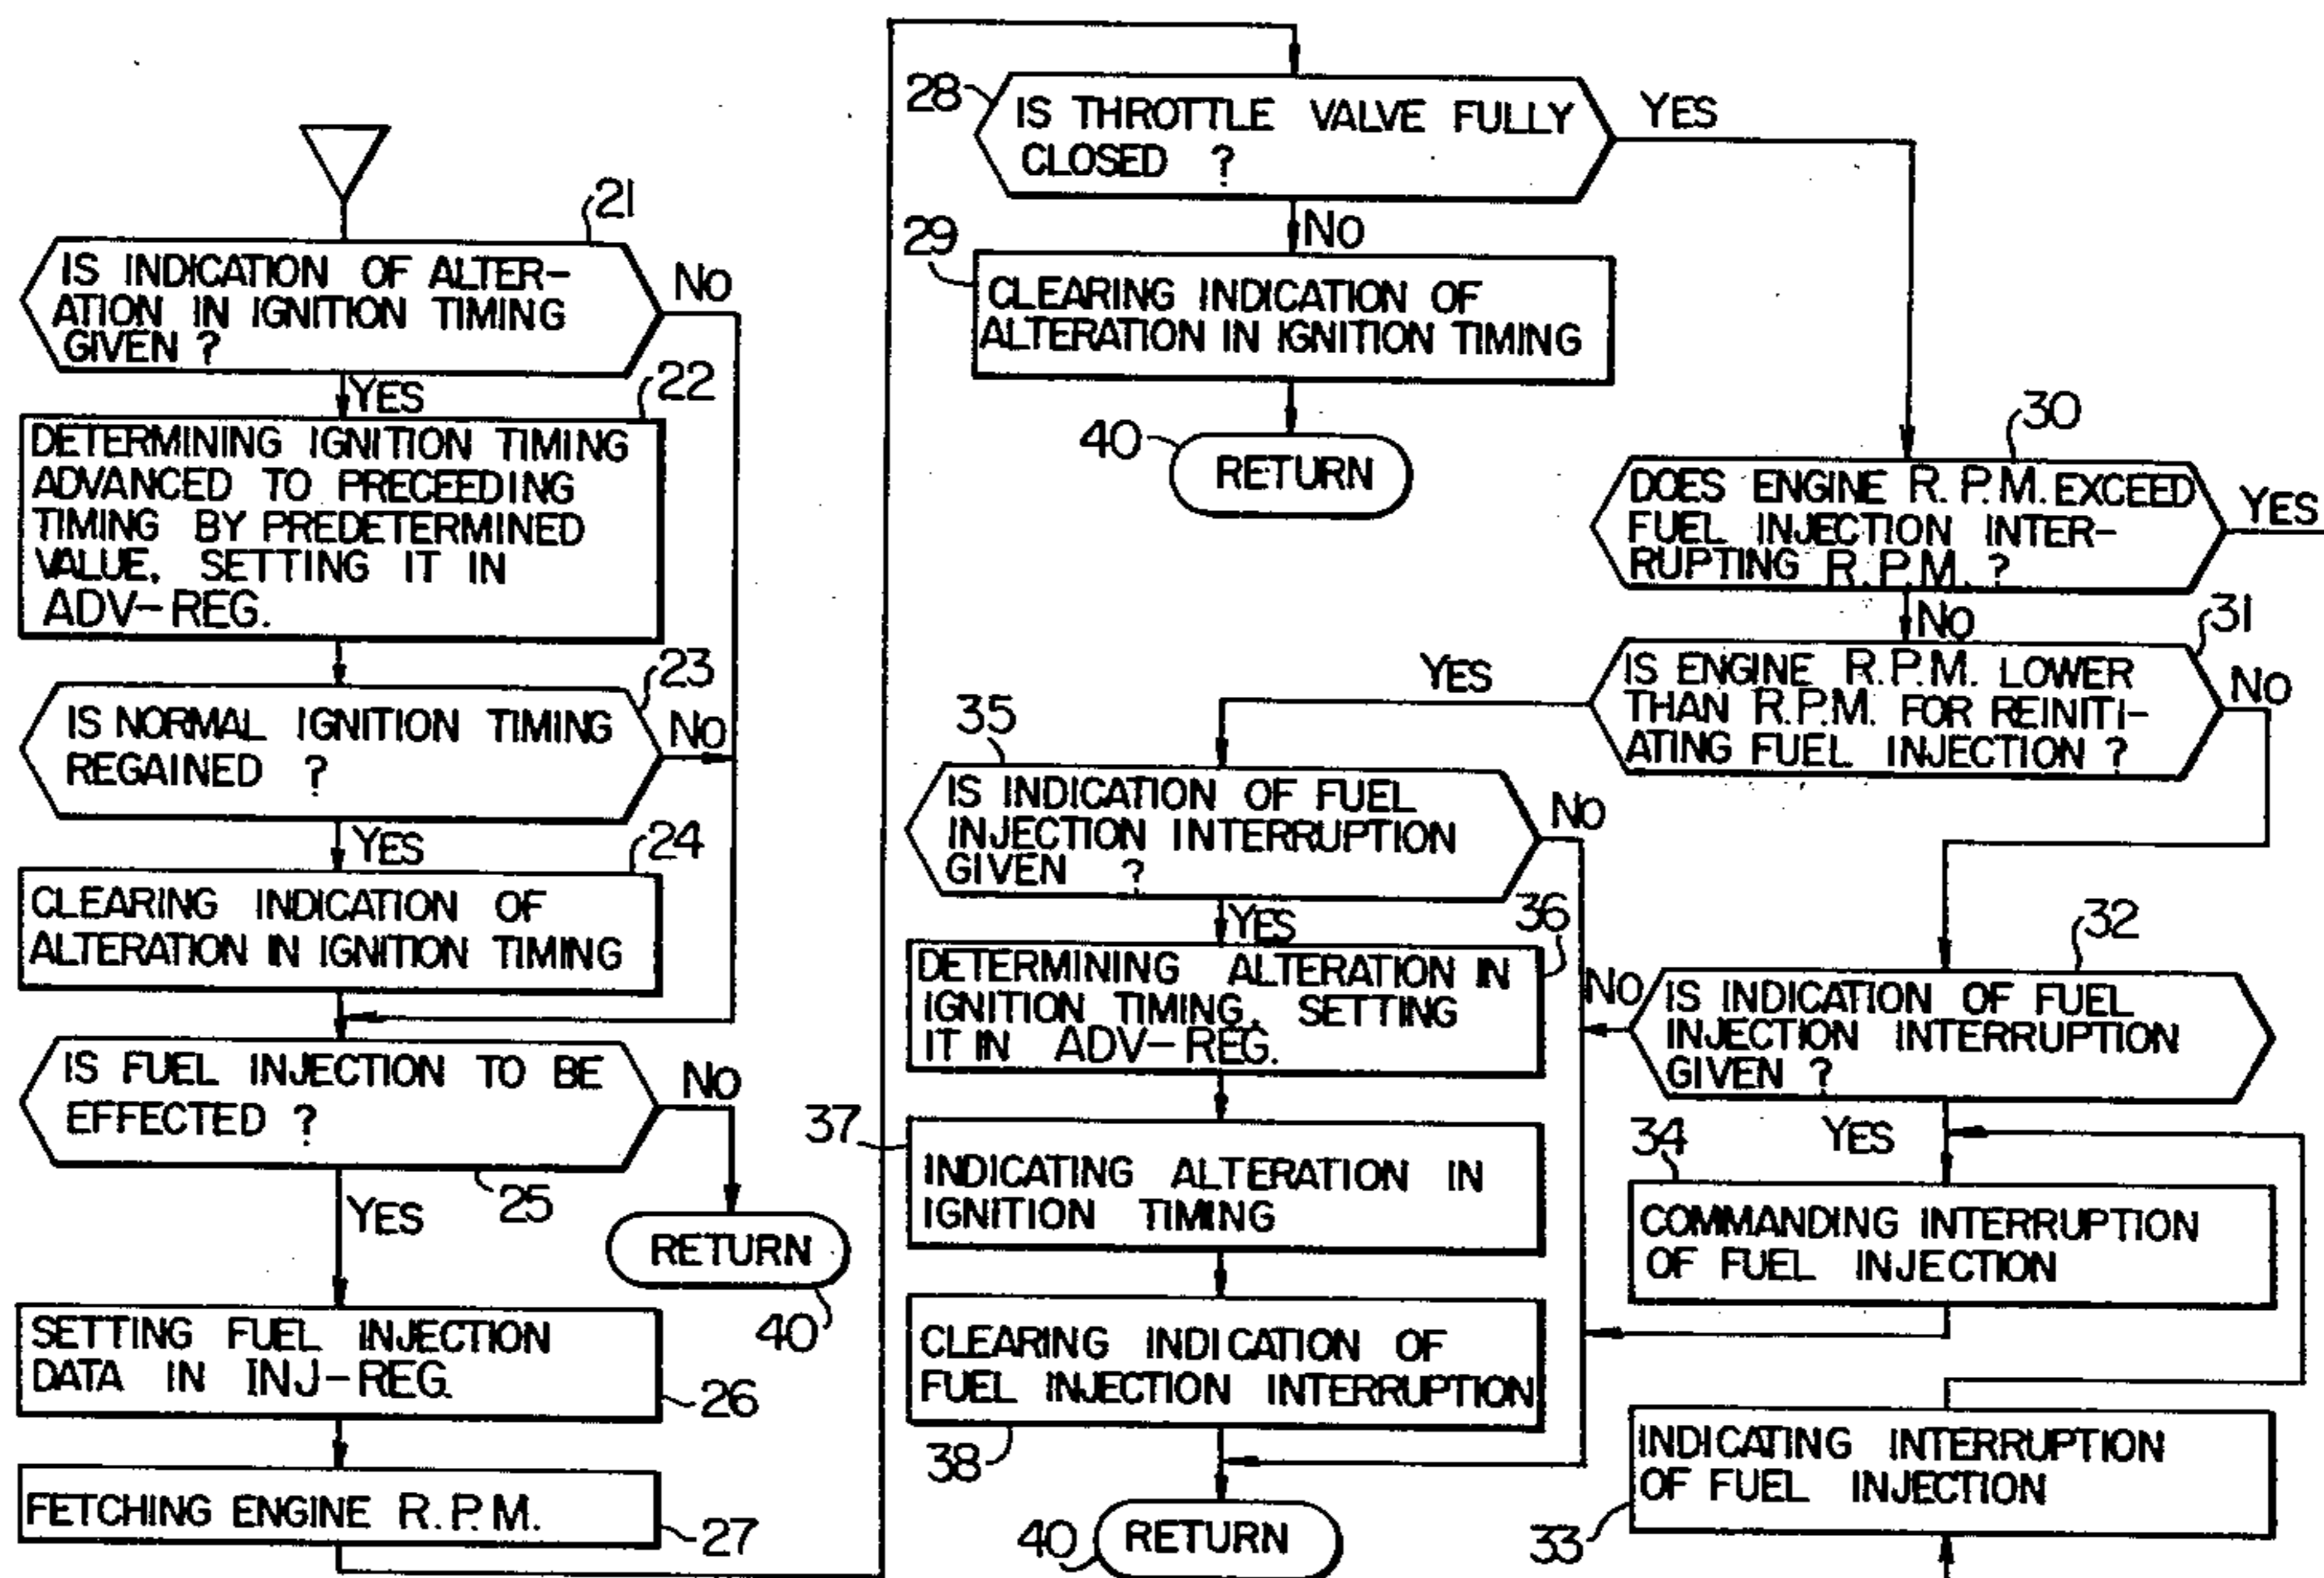 21
IS INDICATION OF ALTER-
ATION IN IGNITION TIMING
GIVEN ?
NO
YES
22
DETERMINING IGNITION TIMING
ADVANCED TO PRECEEDING
TIMING BY PREDETERMINED
VALUE, SETTING IT IN
ADV-REG.
23
IS NORMAL IGNITION TIMING
REGAINED ?
NO
YES
24
CLEARING INDICATION OF
ALTERATION IN IGNITION TIMING
IS FUEL INJECTION TO BE
EFFECTED ?
NO
25
YES
RETURN
40
SETTING FUEL INJECTION
DATA IN INJ-REG.
26
FETCHING ENGINE R.P.M.
27
28
IS THROTTLE VALVE FULLY
CLOSED ?
YES
NO
29
CLEARING INDICATION OF
ALTERATION IN IGNITION TIMING
40
RETURN
30
DOES ENGINE R.P.M. EXCEED
FUEL INJECTION INTER-
RUPTING R.P.M. ?
YES
NO
31
IS ENGINE R.P.M. LOWER
THAN R.P.M. FOR REINITI-
ATING FUEL INJECTION ?
YES
NO
35
IS INDICATION OF FUEL
INJECTION INTERRUPTION
GIVEN ?
NO
YES
36
DETERMINING ALTERATION IN
IGNITION TIMING, SETTING
IT IN ADV-REG.
37
INDICATING ALTERATION IN
IGNITION TIMING
CLEARING INDICATION OF
FUEL INJECTION INTERRUPTION
38
40
RETURN
32
NO
IS INDICATION OF FUEL
INJECTION INTERRUPTION
GIVEN ?
YES
34
COMMANDING INTERRUPTION
OF FUEL INJECTION
INDICATING INTERRUPTION
OF FUEL INJECTION
33